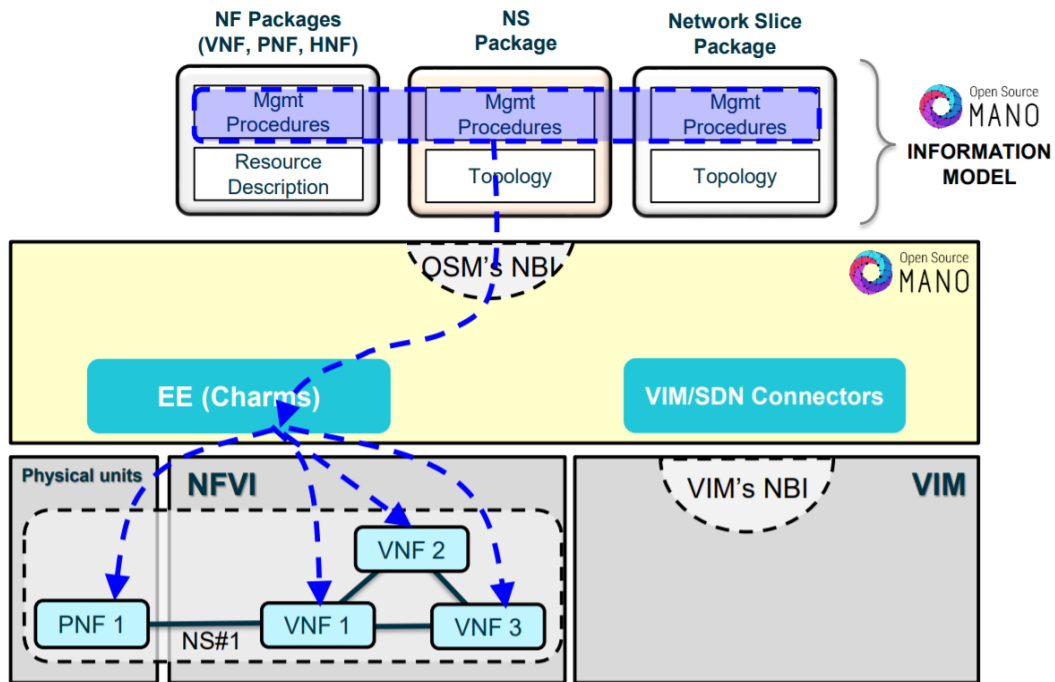 NF Packages
(VNF, PNF, HNF)
NS
Package
Network Slice
Package
Mgmt
Procedures
Mgmt
Procedures
Mgmt
Procedures
Resource
Description
Topology
Topology
Open Source
MANO
INFORMATION
MODEL
OSM's NBI
Open Source
MANO
EE (Charms)
VIM/SDN Connectors
Physical units
NFVI
VIM's NBI
VIM
VNF 2
PNF 1
VNF 1
VNF 3
NS#1